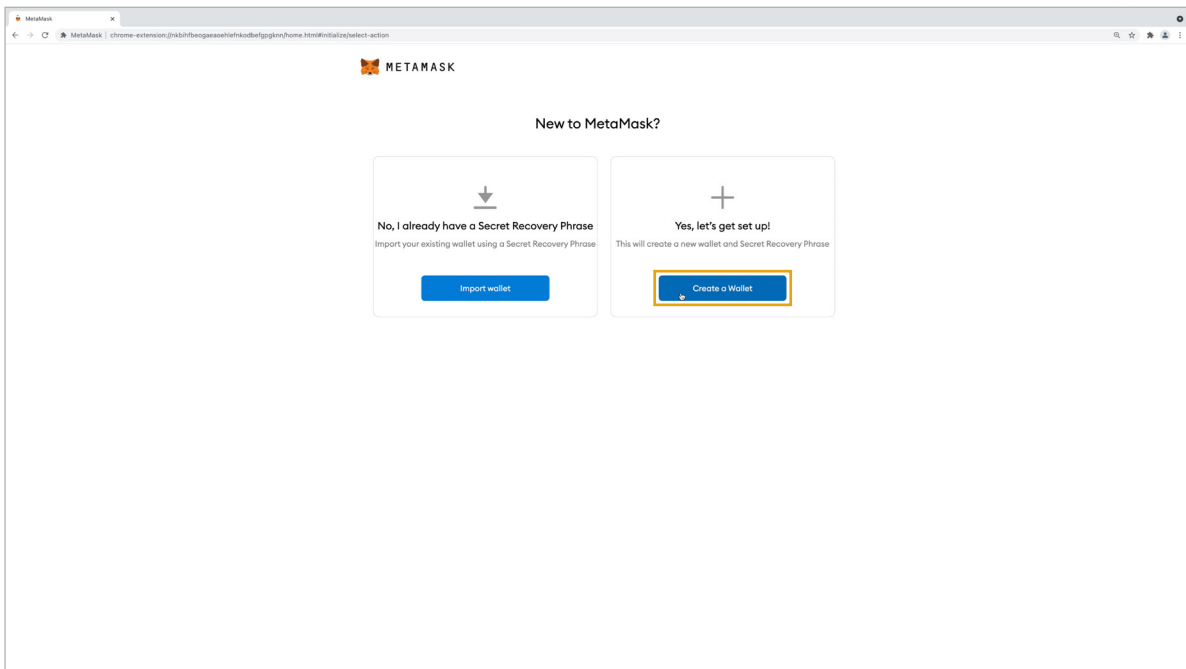 MetaMask
MetaMask | chrome-extension://nkbihfbeogaeaoehlefnkodbefgpgknn/home.html#initialize/select-action
METAMASK
New to MetaMask?
No, I already have a Secret Recovery Phrase
Import your existing wallet using a Secret Recovery Phrase
Import wallet
Yes, let's get set up!
This will create a new wallet and Secret Recovery Phrase
Create a Wallet